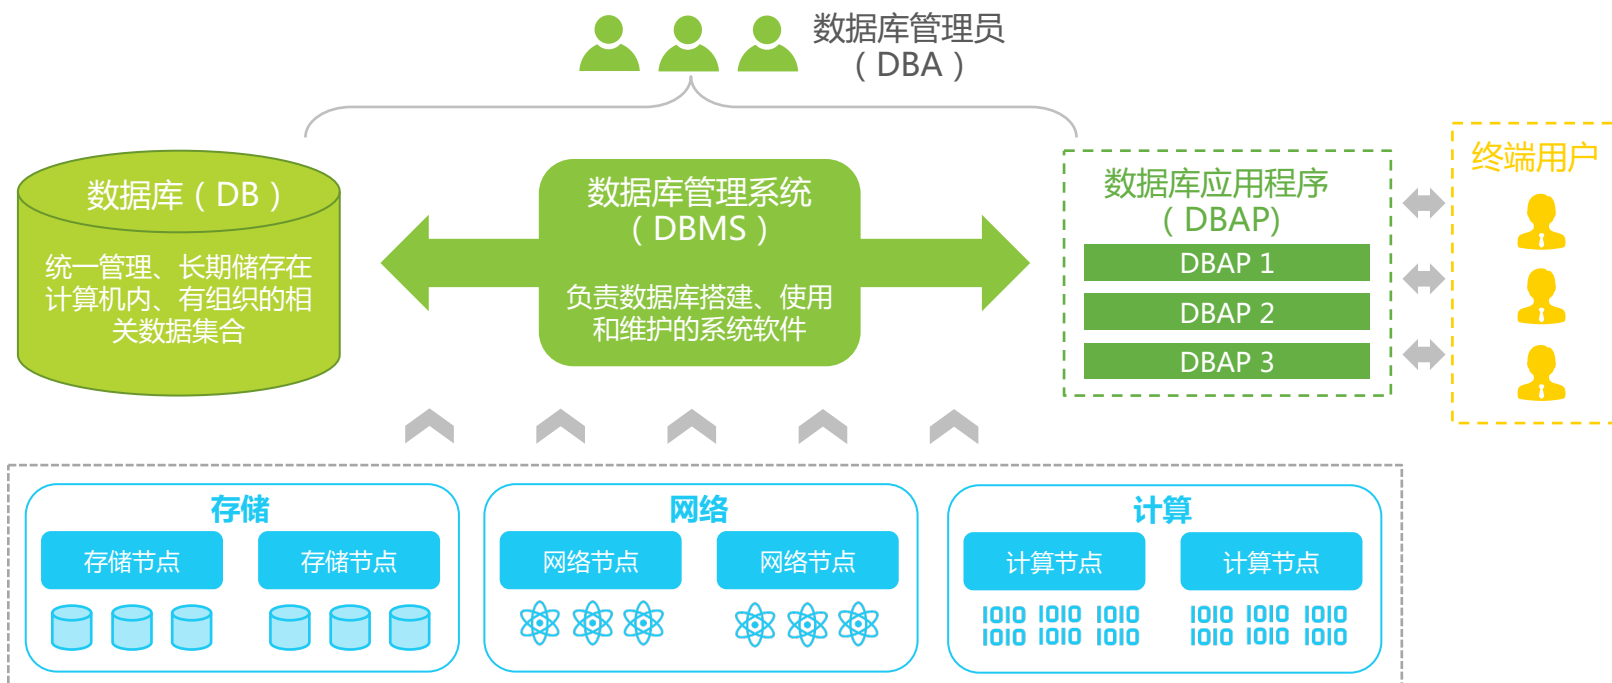 数据库管理员
（DBA）
数据库（DB）
统一管理、长期储存在
计算机内、有组织的相
关数据集合
数据库管理系统
（DBMS）
负责数据库搭建、使用
和维护的系统软件
数据库应用程序
（DBAP)
DBAP 1
DBAP 2
DBAP 3
终端用户
存储
存储节点
存储节点
网络
网络节点
网络节点
计算
计算节点
计算节点
1010 1010 1010
1010 1010 1010
1010 1010 1010
1010 1010 1010